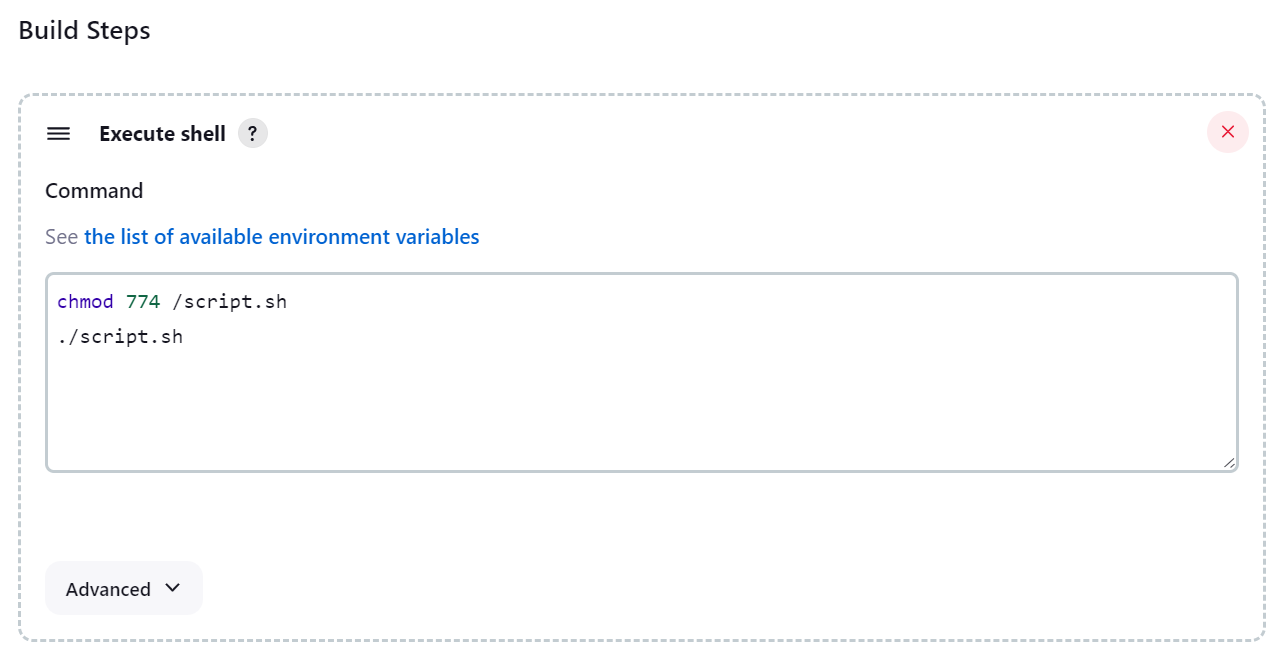 Build Steps
Execute shell ?
Command
See the list of available environment variables
chmod 774 /script.sh
./script.sh
Advanced